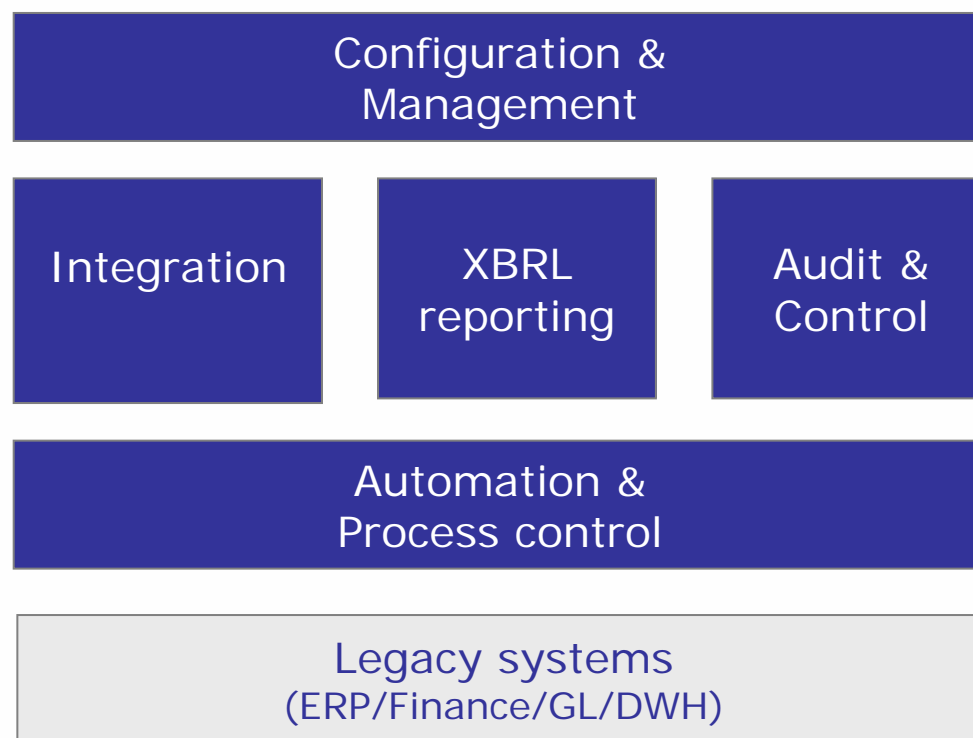 Configuration &
Management
Integration
XBRL
reporting
Audit &
Control
Automation &
Process control
Legacy systems
(ERP/Finance/GL/DWH)